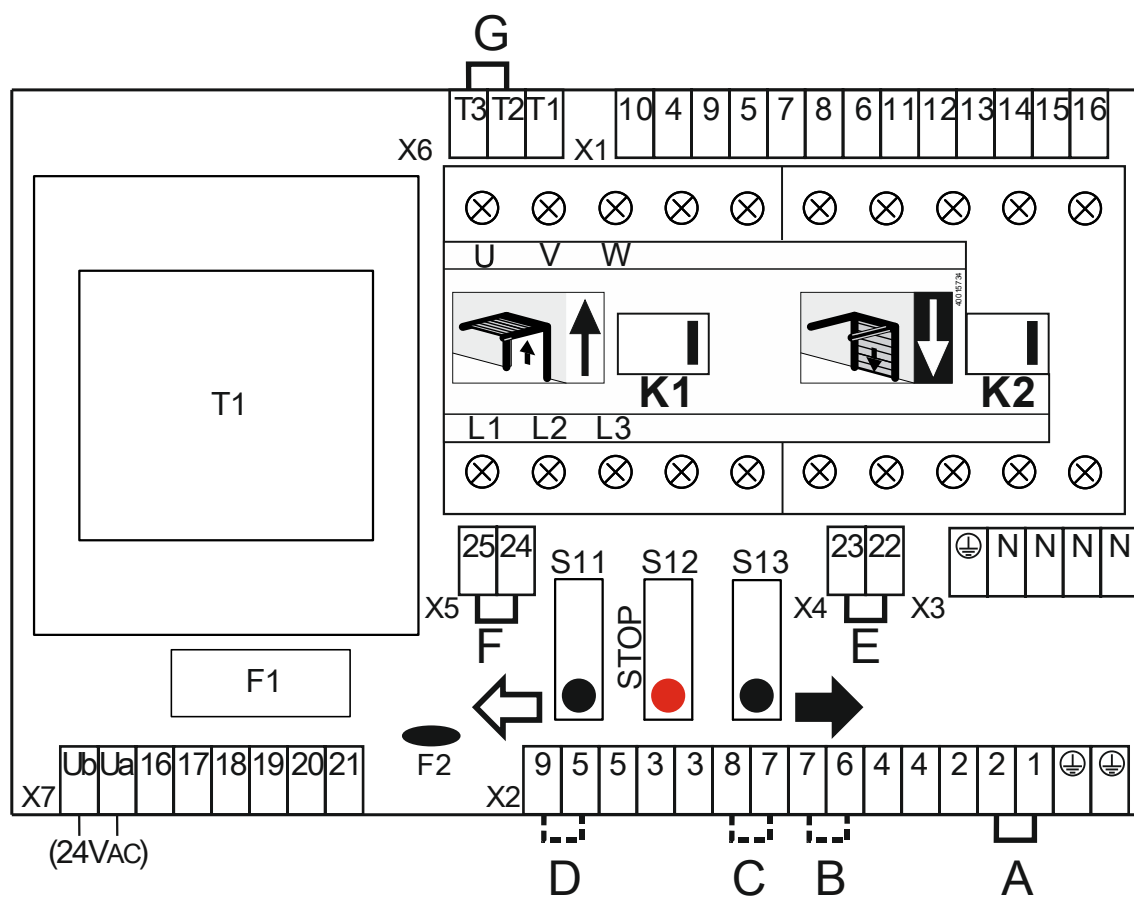 G
T3 T2 T1 10 4 9 5 7 8 6 11 12 13 14 15 16
X6 X1
U V W
40015734
T1
K1 K2
L1 L2 L3
25 24 S11 S12 S13 23 22 N N N N
X5 X4 X3
F STOP E
F1
Ub Ua 16 17 18 19 20 21 F2 9 5 5 3 3 8 7 7 6 4 4 2 2 1
X7 X2
(24VAC)
D C B A